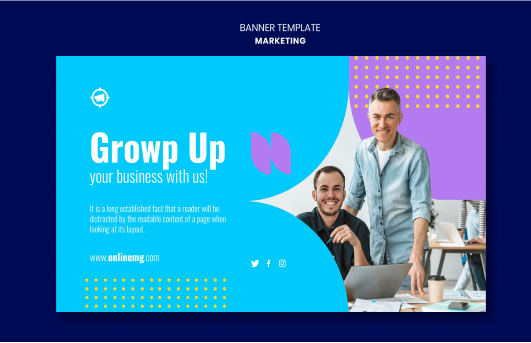 BANNER TEMPLATE
MARKETING
Growp Up
your business with us!
It is a long established fact that a reader will be
distracted by the readable content of a page when
looking at its layout.
www.onlinemg.com